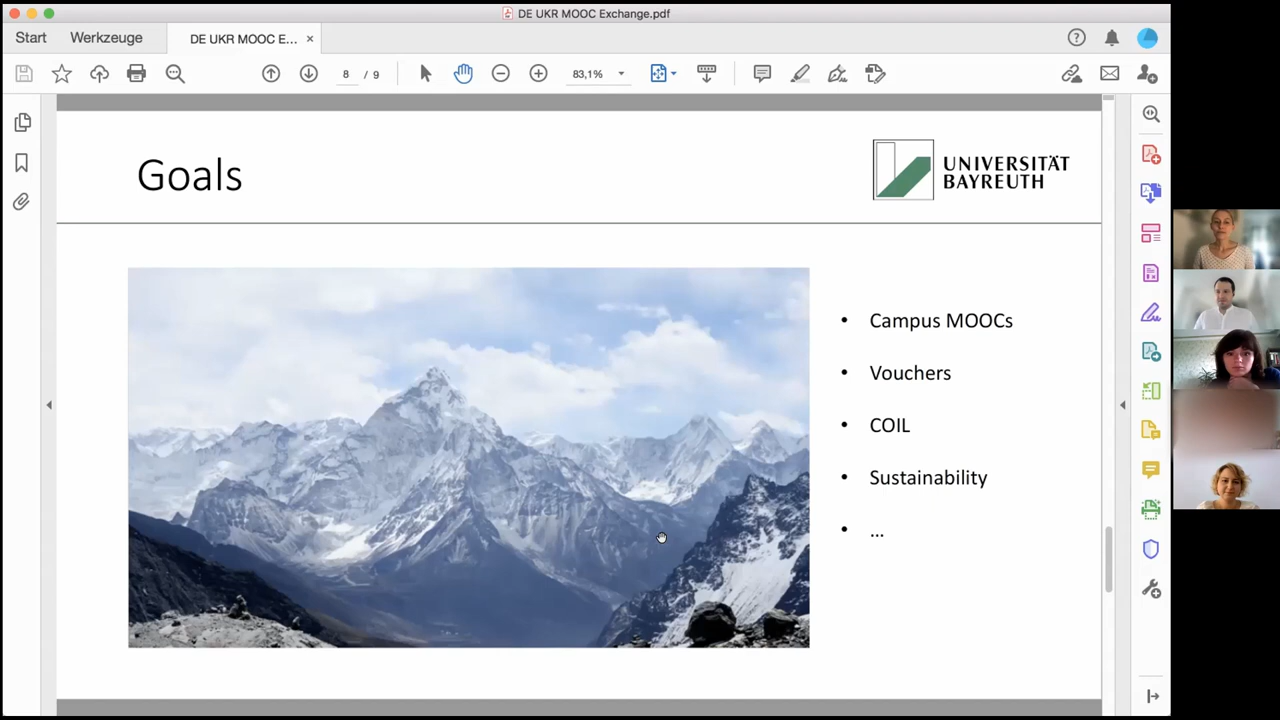 DE UKR MOOC Exchange.pdf
Start
Werkzeuge
DE UKR MOOC E... ×
8 / 9
83,1%
Goals
UNIVERSITÄT
BAYREUTH
• Campus MOOCs
• Vouchers
• COIL
• Sustainability
• ...